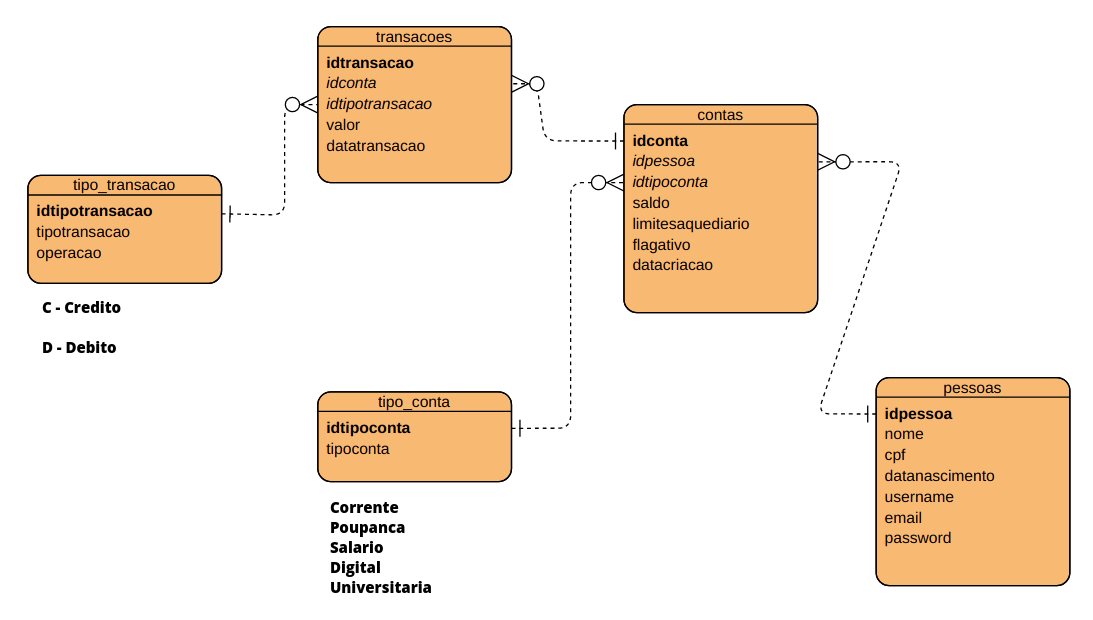 transacoes
idtransacao
idconta
idtipotransacao
valor
datatransacao
contas
idconta
idpessoa
idtipoconta
saldo
limitesaquediario
flagativo
datacriacao
tipo_transacao
idtipotransacao
tipotransacao
operacao
C - Credito
D - Debito
tipo_conta
idtipoconta
tipoconta
Corrente
Poupanca
Salario
Digital
Universitaria
pessoas
idpessoa
nome
cpf
datanascimento
username
email
password